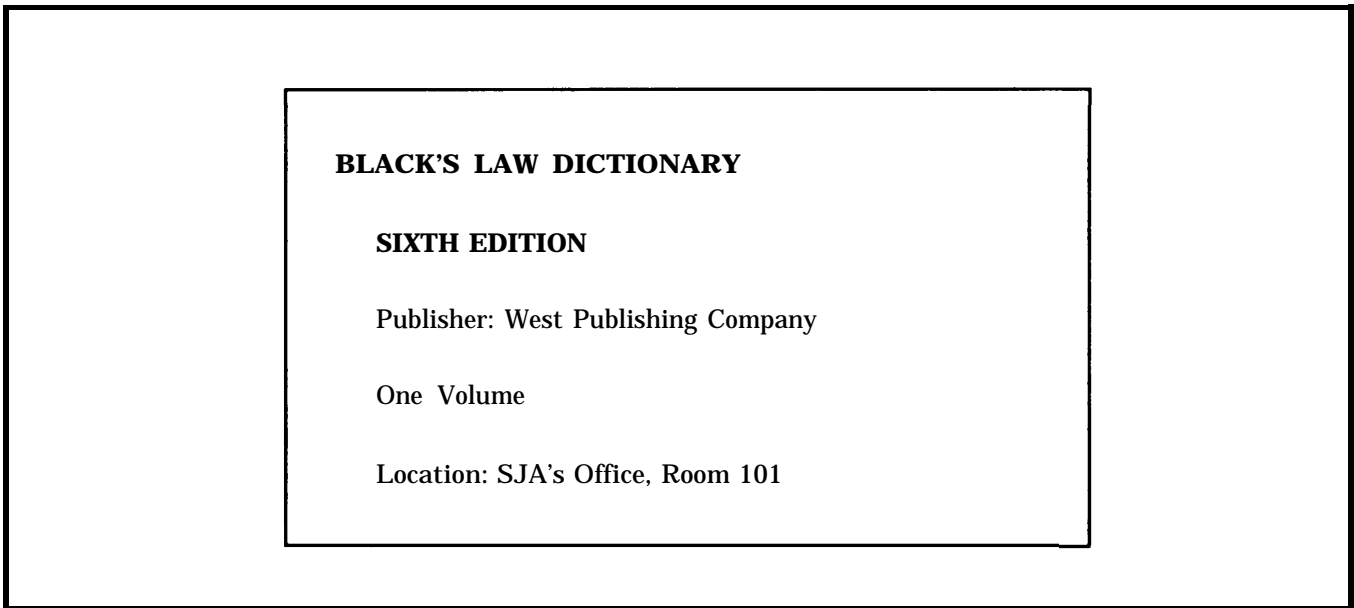 BLACK'S LAW DICTIONARY
SIXTH EDITION
Publisher: West Publishing Company
One Volume
Location: SJA's Office, Room 101